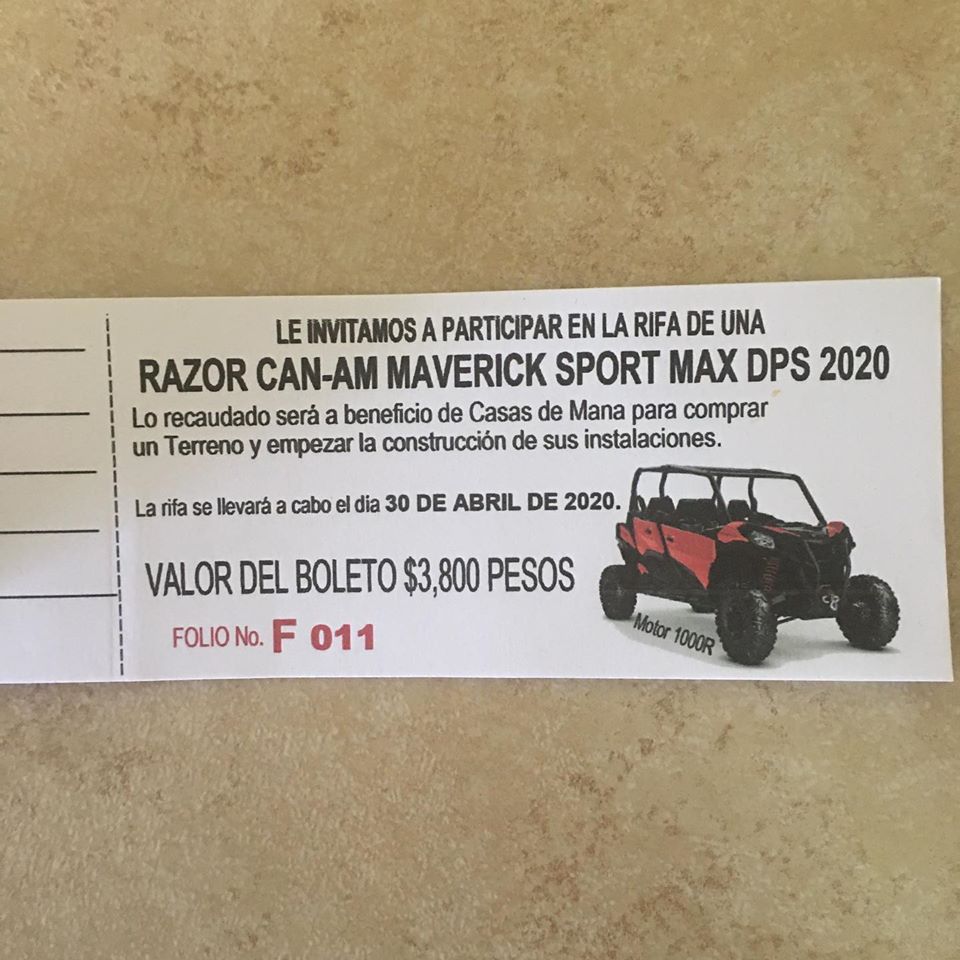 LE INVITAMOS A PARTICIPAR EN LA RIFA DE UNA
RAZOR CAN-AM MAVERICK SPORT MAX DPS 2020
Lo recaudado será a beneficio de Casas de Mana para comprar
un Terreno y empezar la construcción de sus instalaciones.
La rifa se llevará a cabo el dia 30 DE ABRIL DE 2020.
VALOR DEL BOLETO $3,800 PESOS
FOLIO No. F 011
Motor 1000R